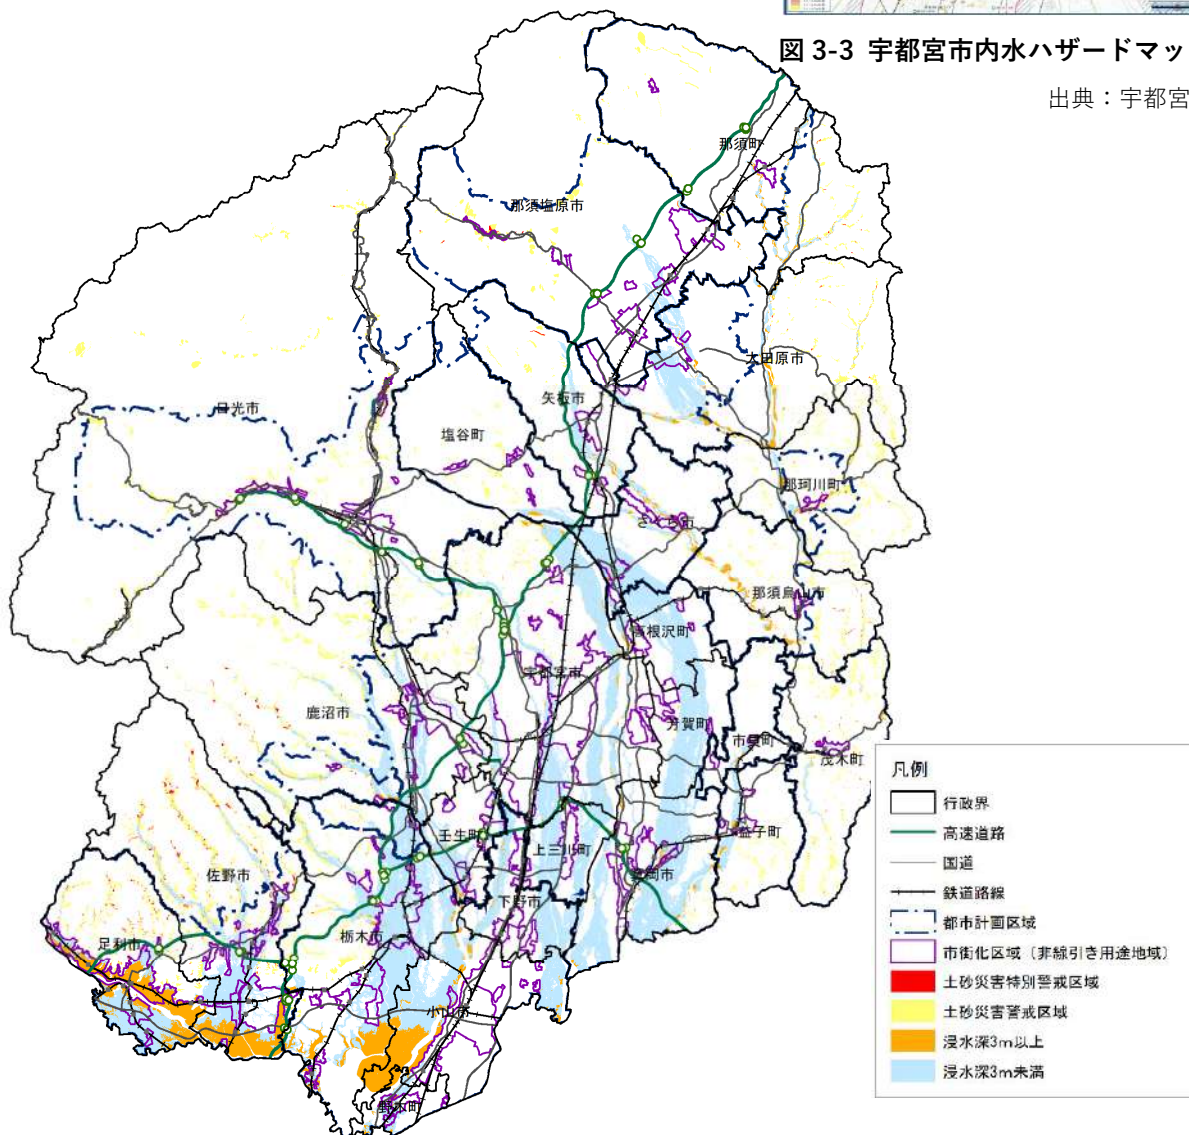 図 3-3 宇都宮市内水ハザードマッ
出典：宇都宮
那須町
那須塩原市
大田原市
矢板市
日光市
塩谷町
那珂川町
さくら市
那須烏山市
高根沢町
宇都宮市
鹿沼市
芳賀町
市貝町
茂木町
壬生町
上三川町
益子町
真岡市
佐野市
下野市
栃木市
足利市
小山市
野木町
凡例
行政界
高速道路
国道
鉄道路線
都市計画区域
市街化区域〔非線引き用途地域〕
土砂災害特別警戒区域
土砂災害警戒区域
浸水深3m以上
浸水深3m未満